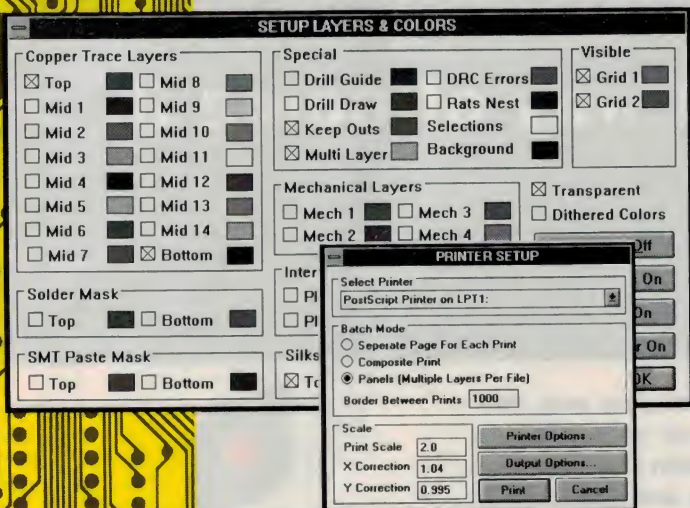 SETUP LAYERS & COLORS
Copper Trace Layers
Top
Mid 8
Mid 1
Mid 9
Mid 2
Mid 10
Mid 3
Mid 11
Mid 4
Mid 12
Mid 5
Mid 13
Mid 6
Mid 14
Mid 7
Bottom
Solder Mask
Top
Bottom
SMT Paste Mask
Top
Bottom
Special
Drill Guide
DRC Errors
Drill Draw
Rats Nest
Keep Outs
Selections
Multi Layer
Background
Visible
Grid 1
Grid 2
Mechanical Layers
Mech 1
Mech 3
Mech 2
Mech 4
Transparent
Dithered Colors
Off
On
On
On
PRINTER SETUP
Select Printer
PostScript Printer on LPT1:
Batch Mode
Seperate Page For Each Print
Composite Print
Panels (Multiple Layers Per File)
Border Between Prints 1000
Scale
Print Scale 2.0
X Correction 1.04
Y Correction 0.995
Printer Options...
Output Options...
Print
Cancel